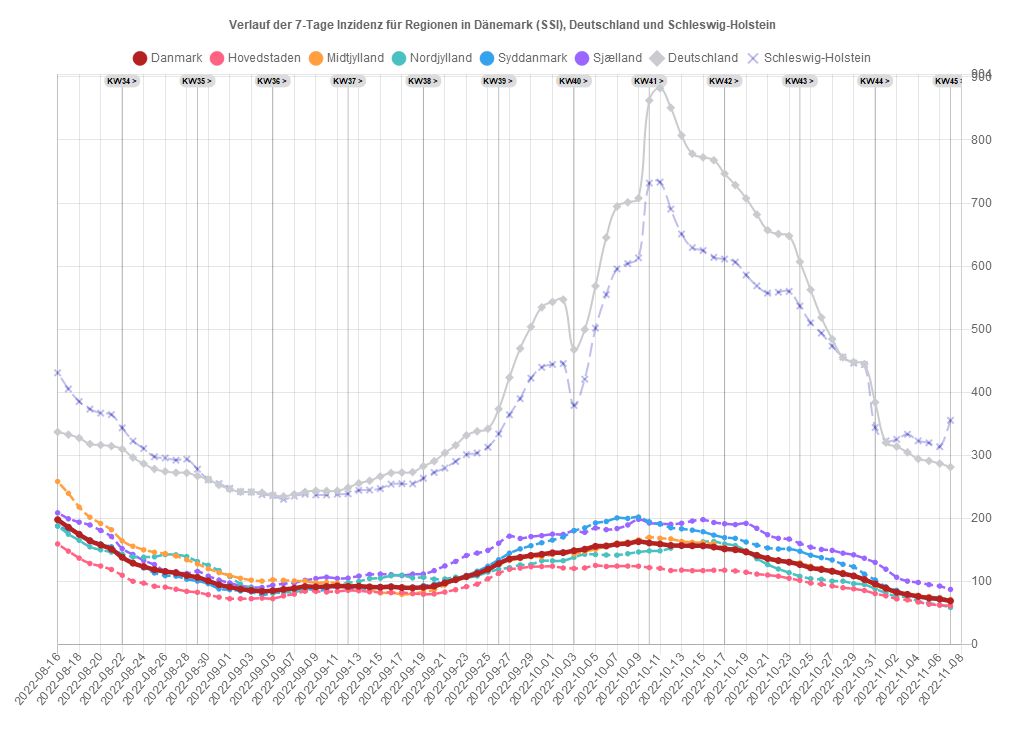 Verlauf der 7-Tage Inzidenz für Regionen in Dänemark (SSI), Deutschland und Schleswig-Holstein
Danmark Hovedstaden Midtjylland Nordjylland Syddanmark Sjælland Deutschland Schleswig-Holstein
KW34 > KW35 > KW36 > KW37 > KW38 > KW39 > KW40 > KW41 > KW42 > KW43 > KW44 > KW45 >
904
900
800
700
600
500
400
300
200
100
0
2022-08-16 2022-08-18 2022-08-20 2022-08-22 2022-08-24 2022-08-26 2022-08-28 2022-08-30 2022-09-01 2022-09-03 2022-09-05 2022-09-07 2022-09-09 2022-09-11 2022-09-13 2022-09-15 2022-09-17 2022-09-19 2022-09-21 2022-09-23 2022-09-25 2022-09-27 2022-09-29 2022-10-01 2022-10-03 2022-10-05 2022-10-07 2022-10-09 2022-10-11 2022-10-13 2022-10-15 2022-10-17 2022-10-19 2022-10-21 2022-10-23 2022-10-25 2022-10-27 2022-10-29 2022-10-31 2022-11-02 2022-11-04 2022-11-06 2022-11-08